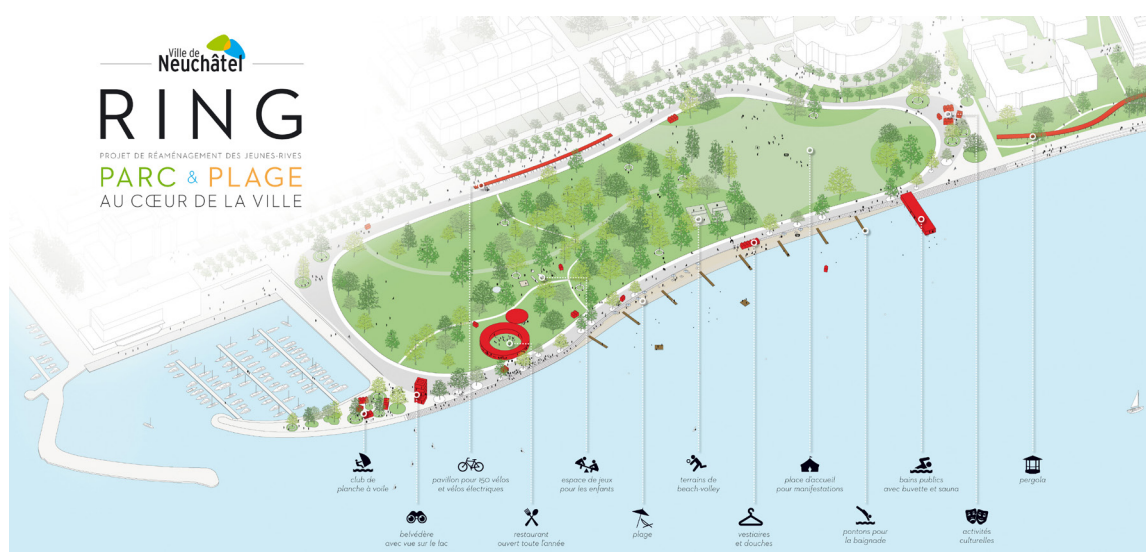 Ville de
Neuchâtel
RING
PROJET DE RÉAMÉNAGEMENT DES JEUNES-RIVES
PARC & PLAGE
AU CŒUR DE LA VILLE
club de
planche à voile
pavillon pour 150 vélos
et vélos électriques
espace de jeux
pour les enfants
terrains de
beach volley
place d'accueil
pour manifestations
bains publics
avec buvette et sauna
pergola
belvédère
avec vue sur le lac
restaurant
ouvert toute l'année
plage
vestiaires
et douches
pontons pour
la baignade
activités
culturelles